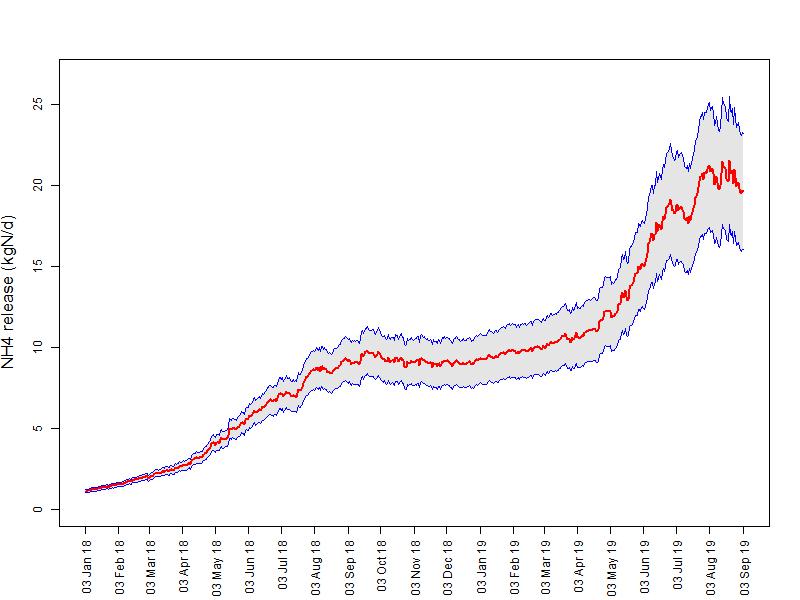 NH4 release (kgN/d)
25
20
15
10
5
0
03 Jan 18
03 Feb 18
03 Mar 18
03 Apr 18
03 May 18
03 Jun 18
03 Jul 18
03 Aug 18
03 Sep 18
03 Oct 18
03 Nov 18
03 Dec 18
03 Jan 19
03 Feb 19
03 Mar 19
03 Apr 19
03 May 19
03 Jun 19
03 Jul 19
03 Aug 19
03 Sep 19